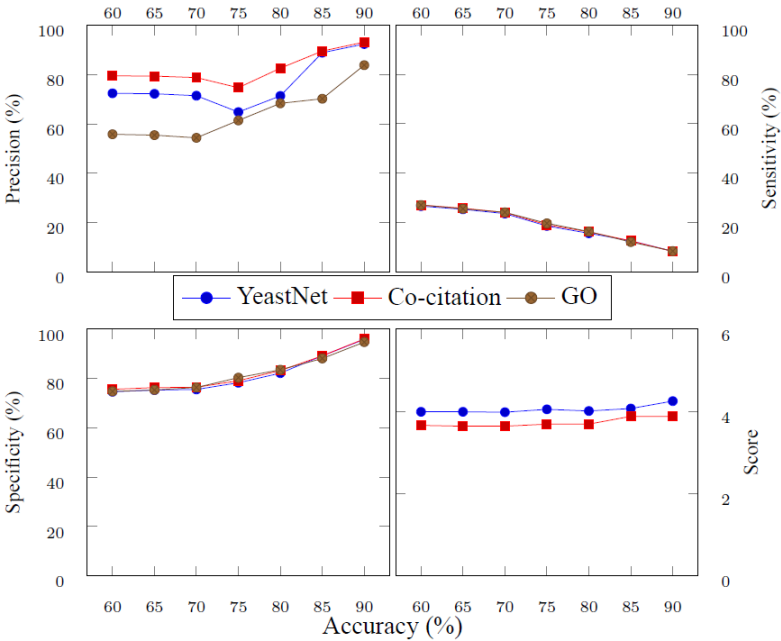 60 65 70 75 80 85 90
60 65 70 75 80 85 90
100
80
60
40
20
0
Precision (%)
100
80
60
40
20
0
Sensitivity (%)
YeastNet Co-citation GO
100
80
60
40
20
0
Specificity (%)
6
4
2
0
Score
60 65 70 75 80 85 90
60 65 70 75 80 85 90
Accuracy (%)